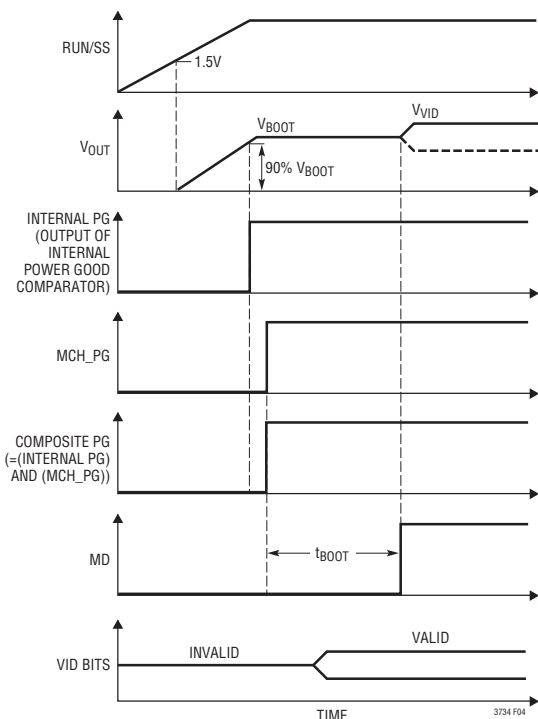 RUN/SS
1.5V
VOUT
VBOOT
VVID
90% VBOOT
INTERNAL PG
(OUTPUT OF
INTERNAL
POWER GOOD
COMPARATOR)
MCH_PG
COMPOSITE PG
(=(INTERNAL PG)
AND (MCH_PG))
MD
tBOOT
VID BITS
INVALID
VALID
TIME
3734 F04